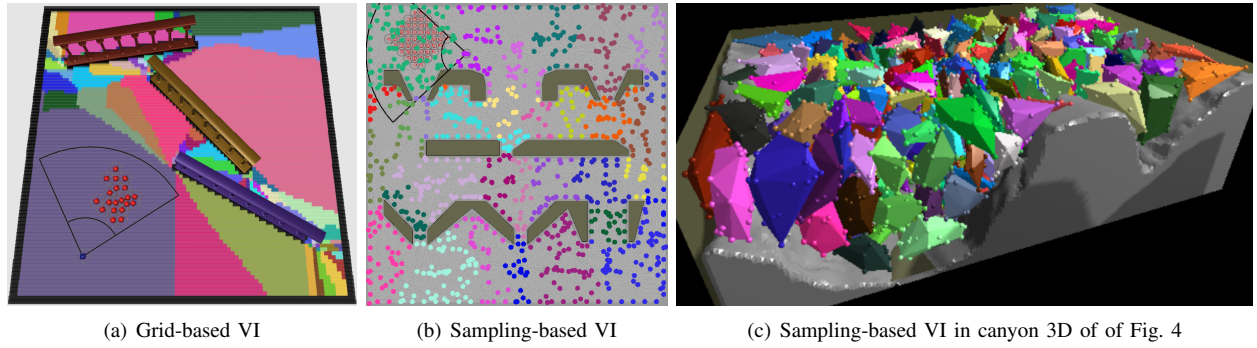 (a) Grid-based VI
(b) Sampling-based VI
(c) Sampling-based VI in canyon 3D of of Fig. 4